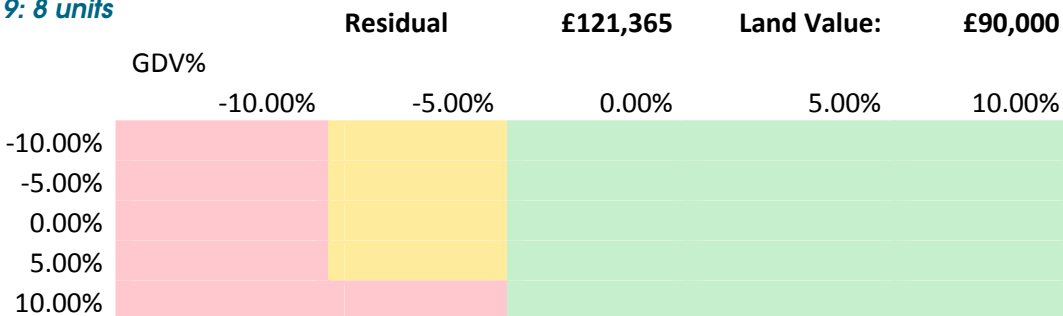 9: 8 units
Residual £121,365 Land Value: £90,000
GDV%
-10.00% -5.00% 0.00% 5.00% 10.00%
-10.00%
-5.00%
0.00%
5.00%
10.00%